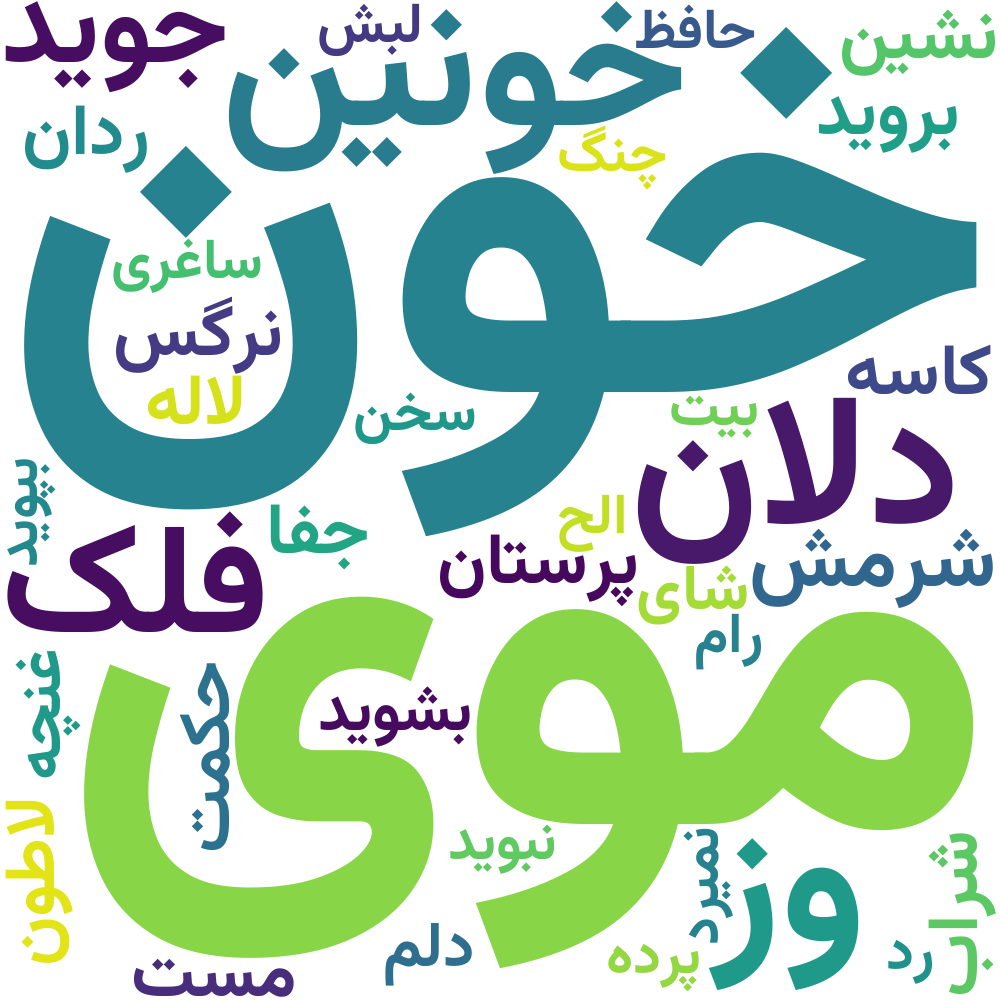 نشین
حافظ
لبش
جوید
خونین
بروید
چنگ
ردان
خون
ساغری
نرگس
لاله
کاسه
بیت
سخن
دلان
بپوید
الح
جفا
فلک
پرستان
شرمش
شای
رام
غنچه
حکمت
بشوید
موی
لاطون
نبوید
نمیرد
وز
شراب
رد
پرده
دلم
مست